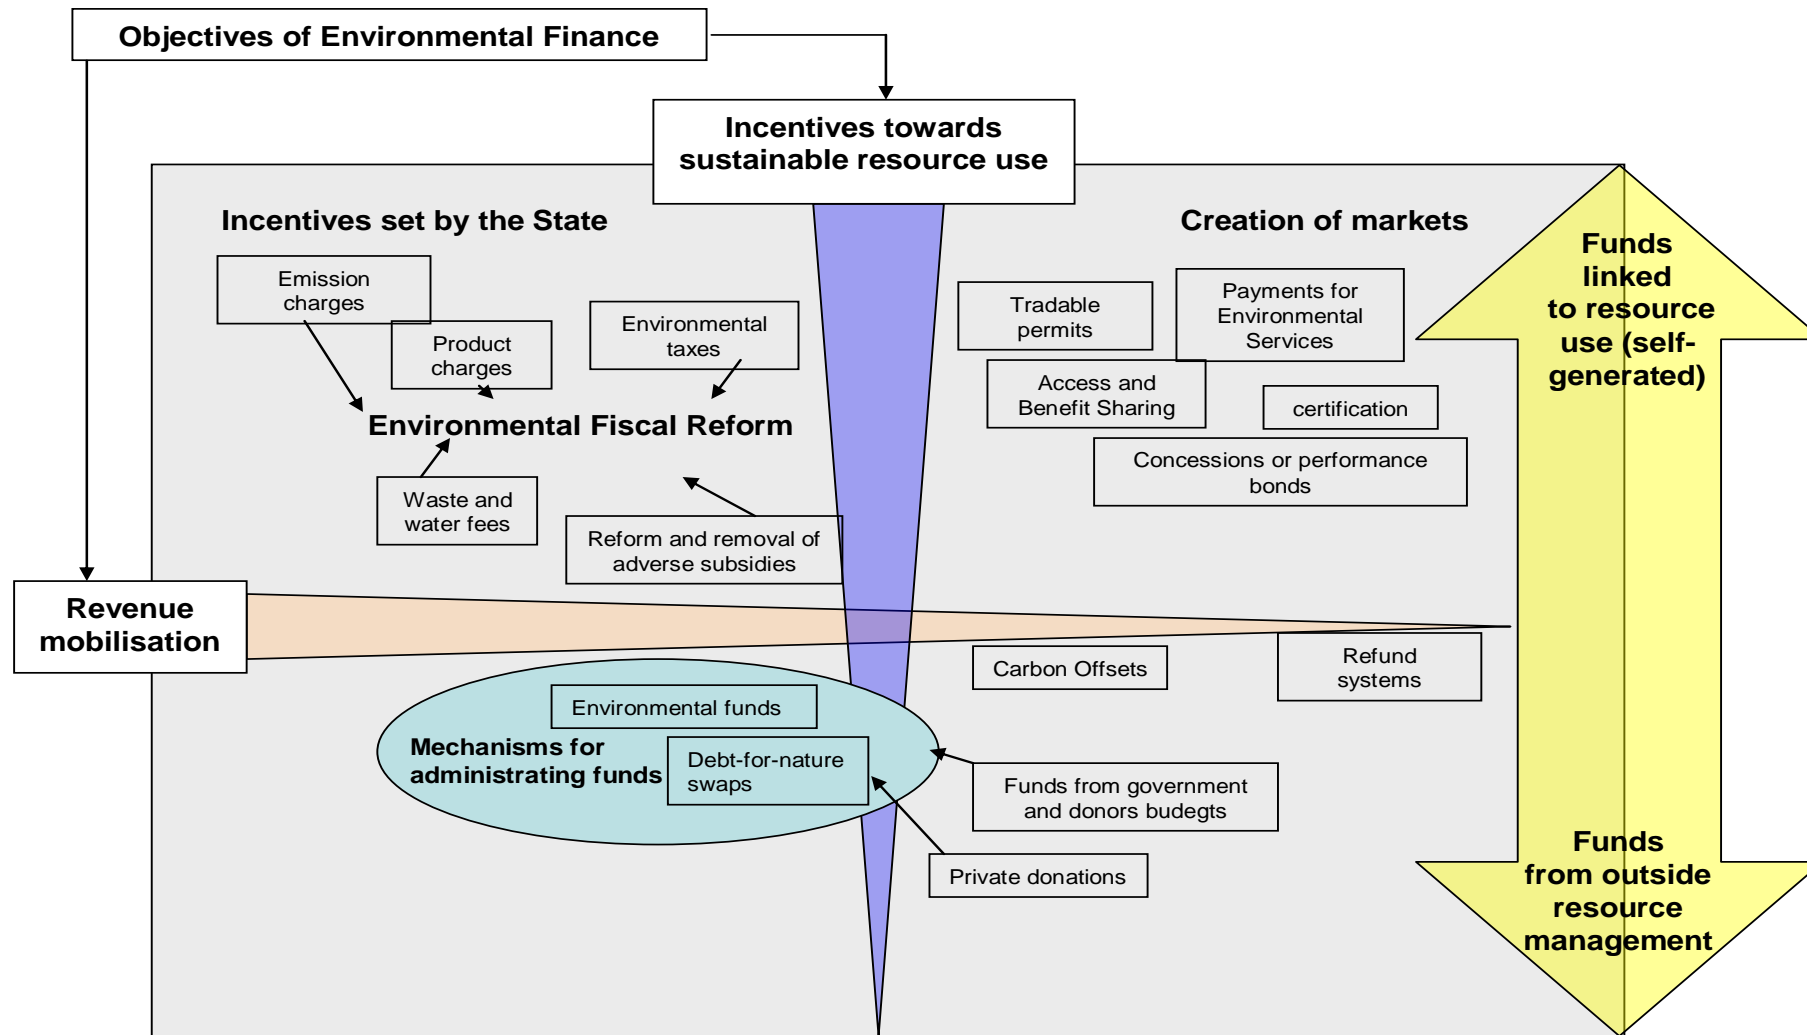 Objectives of Environmental Finance
Incentives towards
sustainable resource use
Incentives set by the State
Creation of markets
Emission
charges
Product
charges
Environmental
taxes
Environmental Fiscal Reform
Waste and
water fees
Reform and removal of
adverse subsidies
Tradable
permits
Payments for
Environmental
Services
Access and
Benefit Sharing
certification
Concessions or performance
bonds
Funds
linked
to resource
use (self-
generated)
Revenue
mobilisation
Carbon Offsets
Refund
systems
Environmental funds
Mechanisms for
administrating funds
Debt-for-nature
swaps
Funds from government
and donors budegts
Private donations
Funds
from outside
resource
management